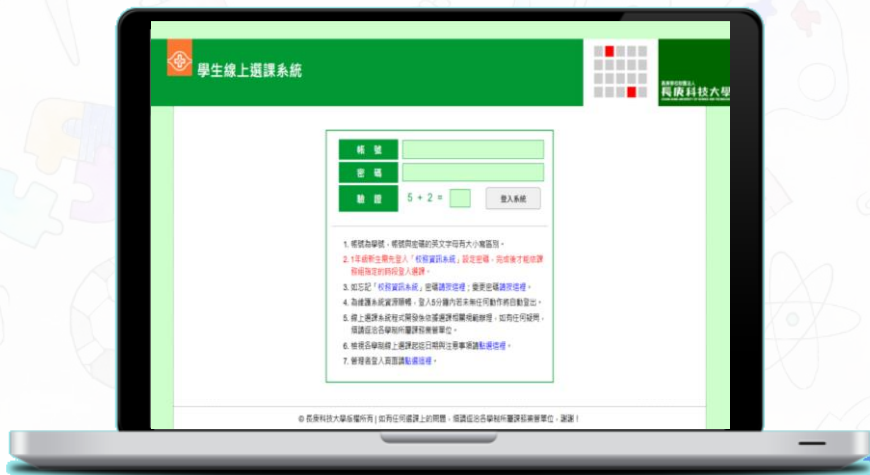 學生線上選課系統
長庚科技大學
帳 號
密 碼
驗 證 5 + 2 = 登入系統
1. 帳號為學號,帳號與密碼的英文字母有大小寫區別。
2. 1年級新生需先登入「校務資訊系統」設定密碼,完成後才能依課
務組指定的時段登入選課。
3. 如忘記「校務資訊系統」密碼請按這裡;變更密碼請按這裡。
4. 為維護系統資源順暢,登入5分鐘內若未無任何動作將自動登出。
5. 線上選課系統程式開發係依據選課相關規範辦理,如有任何疑問,
煩請逕洽各學制所屬課務業管單位。
6. 檢視各學制線上選課起訖日期與注意事項請點選這裡。
7. 管理者登入頁面請點選這裡。
© 長庚科技大學版權所有 | 如有任何選課上的問題,煩請逕洽各學制所屬課務業管單位,謝謝!